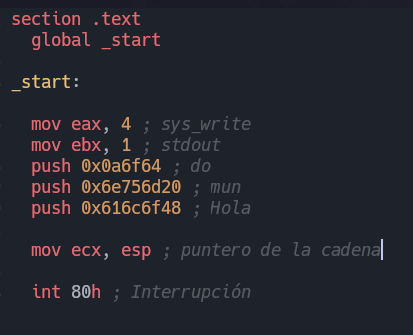 section .text
global _start
_start:
mov eax, 4 ; sys_write
mov ebx, 1 ; stdout
push 0x0a6f64 ; do
push 0x6e756d20 ; mun
push 0x616c6f48 ; Hola
mov ecx, esp ; puntero de la cadena
int 80h ; Interrupción